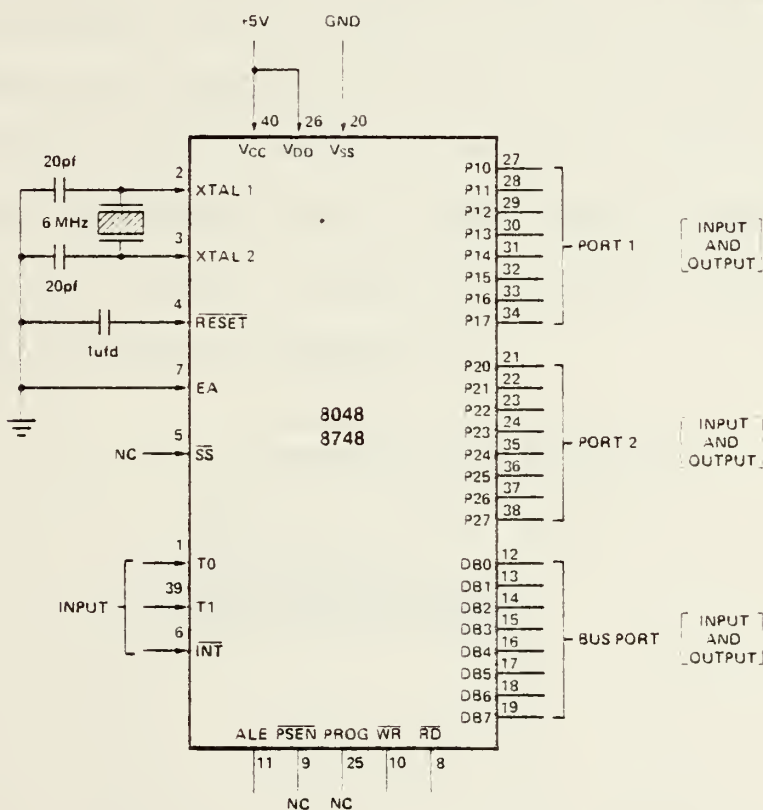 +5V GND
40 26 20
VCC VDD VSS
20pf
2
XTAL 1
6 MHz
3
XTAL 2
20pf
4
RESET
1ufd
7
EA
5
NC SS
8048
8748
1
T0
39
INPUT T1
6
INT
P10 27
P11 28
P12 29
P13 30
P14 31
P15 32
P16 33
P17 34
PORT 1
INPUT
AND
OUTPUT
P20 21
P21 22
P22 23
P23 24
P24 35
P25 36
P26 37
P27 38
PORT 2
INPUT
AND
OUTPUT
DB0 12
DB1 13
DB2 14
DB3 15
DB4 16
DB5 17
DB6 18
DB7 19
BUS PORT
INPUT
AND
OUTPUT
ALE PSEN PROG WR RD
11 9 25 10 8
NC NC